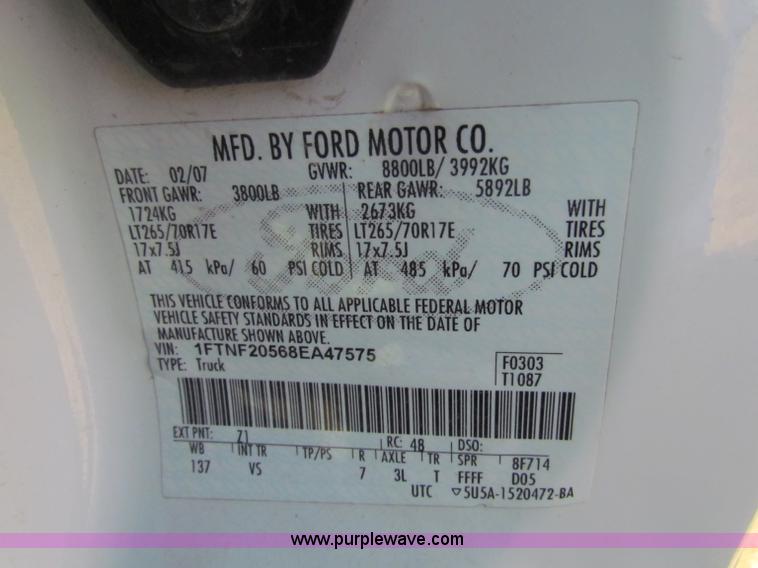 MFD. BY FORD MOTOR CO.
DATE: 02/07 GVWR: 8800LB/ 3992KG
FRONT GAWR: 3800LB REAR GAWR: 5892LB
1724KG WITH 2673KG WITH
LT265/70R17E TIRES LT265/70R17E TIRES
17x7.5J RIMS 17x7.5J RIMS
AT 415 kPa/ 60 PSI COLD AT 485 kPa/ 70 PSI COLD
Ford
THIS VEHICLE CONFORMS TO ALL APPLICABLE FEDERAL MOTOR
VEHICLE SAFETY STANDARDS IN EFFECT ON THE DATE OF
MANUFACTURE SHOWN ABOVE.
VIN: 1FTNF20568EA47575
TYPE: Truck
F0303
T1087
EXT PNT: Z1 RC: 48 DSO:
WB INT TR TP/PS R AXLE TR SPR 8F714
137 VS 7 3L T FFFF D05
UTC ▽5U5A-1520472-BA
www.purplewave.com